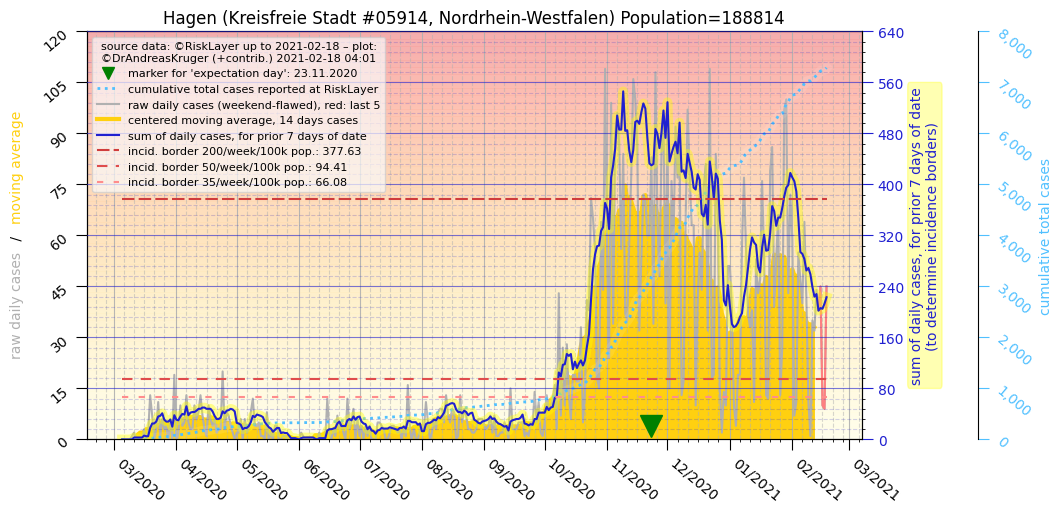 Hagen (Kreisfreie Stadt #05914, Nordrhein-Westfalen) Population=188814
source data: ©RiskLayer up to 2021-02-18 – plot:
©DrAndreasKruger (+contrib.) 2021-02-18 04:01
marker for 'expectation day': 23.11.2020
cumulative total cases reported at RiskLayer
raw daily cases (weekend-flawed), red: last 5
centered moving average, 14 days cases
sum of daily cases, for prior 7 days of date
incid. border 200/week/100k pop.: 377.63
incid. border 50/week/100k pop.: 94.41
incid. border 35/week/100k pop.: 66.08
raw daily cases / moving average
120
105
90
75
60
45
30
15
0
640
560
480
400
320
240
160
80
0
sum of daily cases, for prior 7 days of date
(to determine incidence borders)
8,000
7,000
6,000
5,000
4,000
3,000
2,000
1,000
0
cumulative total cases
03/2020
04/2020
05/2020
06/2020
07/2020
08/2020
09/2020
10/2020
11/2020
12/2020
01/2021
02/2021
03/2021